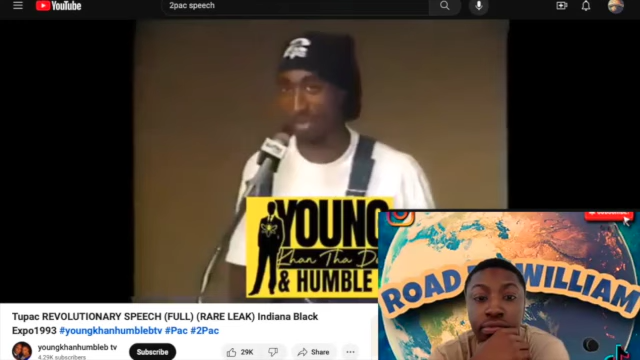 YouTube
2pac speech
YOUNG
Khan Tha D
& HUMBLE
ROAD
WILLIAM
Tupac REVOLUTIONARY SPEECH (FULL) (RARE LEAK) Indiana Black
Expo1993 #youngkhanhumblebtv #Pac #2Pac
youngkhanhumbleb tv
4.29K subscribers
Subscribe
29K
Share